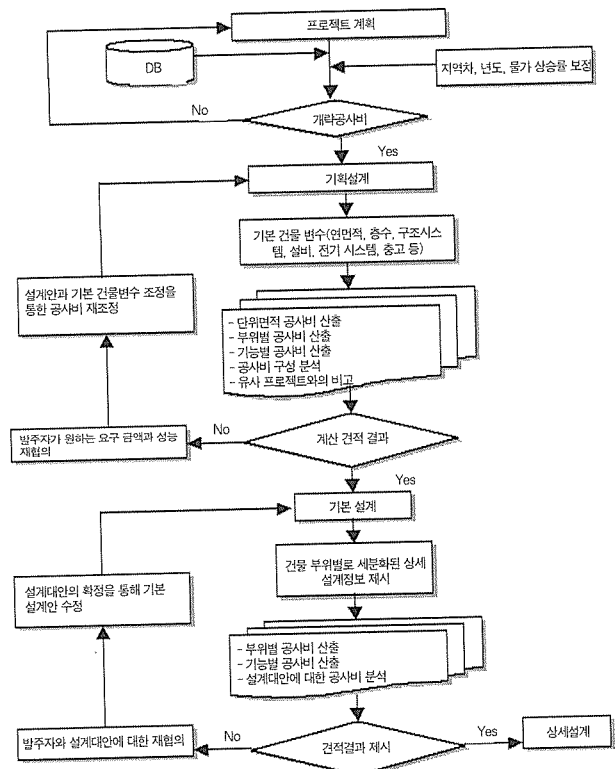 프로젝트 계획
DB
지역차, 년도, 물가 상승률 보정
No
개략공사비
Yes
기획설계
기본 건물 변수(연면적, 층수, 구조시스
템, 설비, 전기 시스템, 층고 등)
설계안과 기본 건물변수 조정을
통한 공사비 재조정
- 단위면적 공사비 산출
- 부위별 공사비 산출
- 기능별 공사비 산출
- 공사비 구성 분석
- 유사 프로젝트와의 비고
발주자가 원하는 요구 금액과 성능
재협의
No
계산 견적 결과
Yes
기본 설계
건물 부위별로 세분화된 상세
설계정보 제시
설계대안의 확정을 통해 기본
설계안 수정
- 부위별 공사비 산출
- 기능별 공사비 산출
- 설계대안에 대한 공사비 분석
발주자와 설계대안에 대한 재협의
No
견적결과 제시
Yes
상세설계